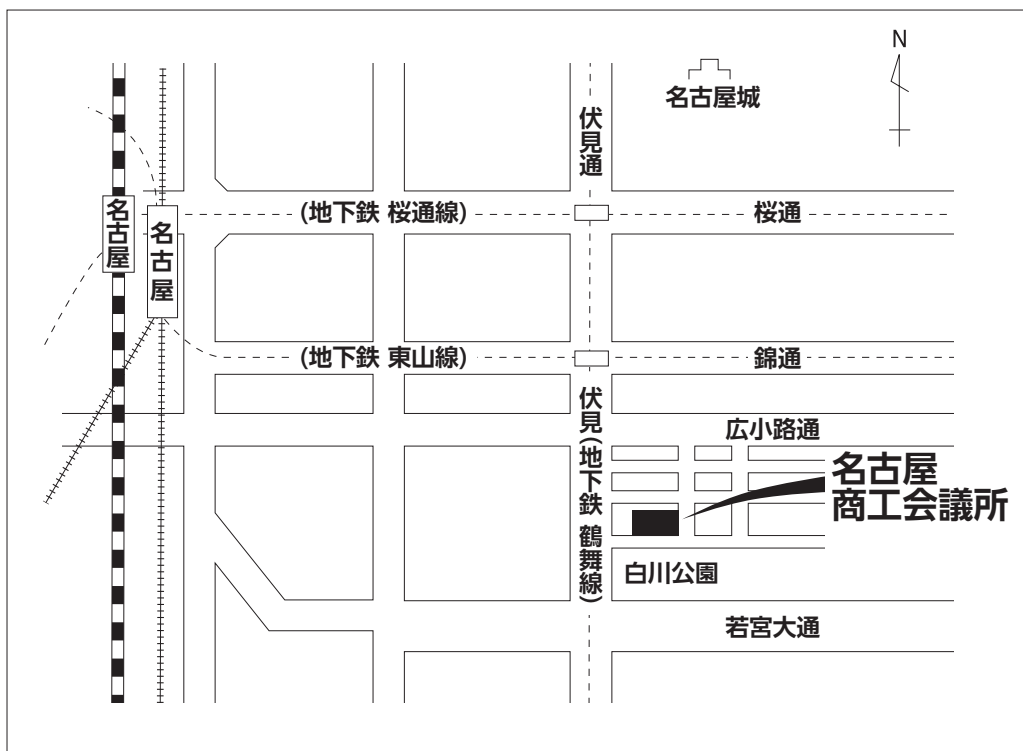 N
名古屋城
伏見通
名古屋
名古屋
(地下鉄 桜通線)
桜通
(地下鉄 東山線)
錦通
伏見(地下鉄 鶴舞線)
広小路通
名古屋
商工会議所
白川公園
若宮大通